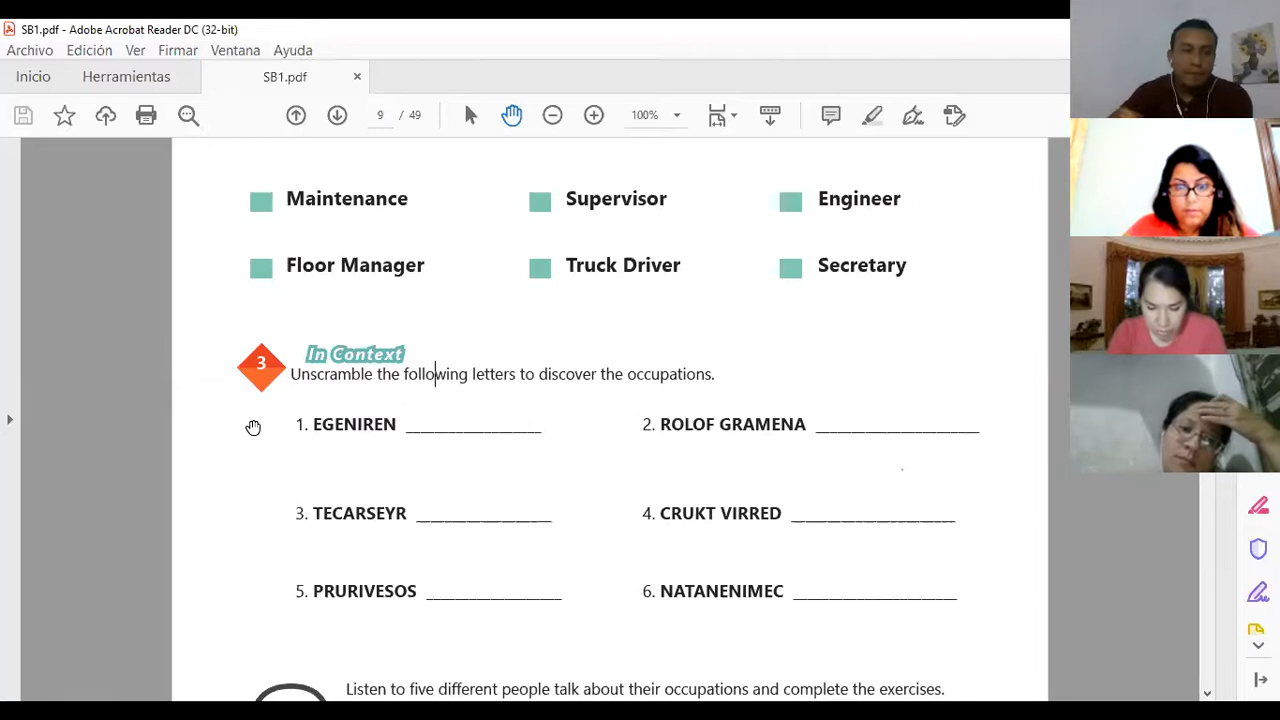 SB1.pdf - Adobe Acrobat Reader DC (32-bit)
Archivo Edición Ver Firmar Ventana Ayuda
Inicio Herramientas SB1.pdf ×
9 / 49 100%
Maintenance Supervisor Engineer
Floor Manager Truck Driver Secretary
3 In Context
Unscramble the following letters to discover the occupations.
1. EGENIREN ________________ 2. ROLOF GRAMENA ___________________
3. TECARSEYR ________________ 4. CRUKT VIRRED ___________________
5. PRURIVESOS ________________ 6. NATANENIMEC ___________________
Listen to five different people talk about their occupations and complete the exercises.